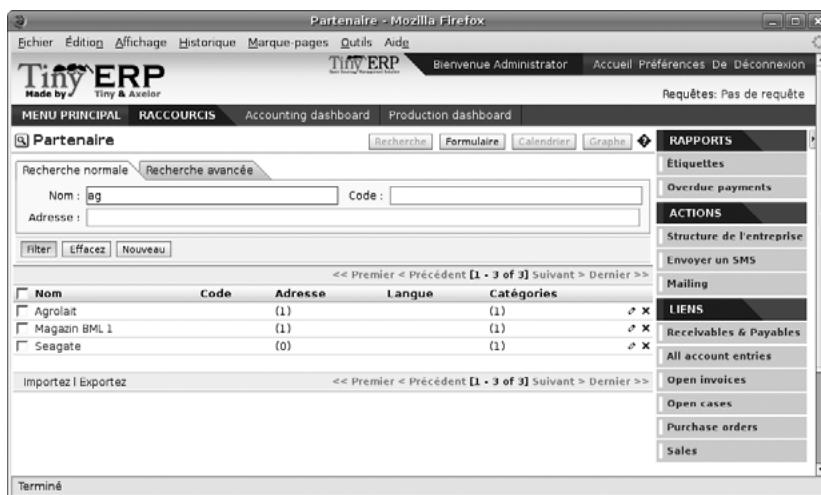 Partenaire - Mozilla Firefox
Fichier Édition Affichage Historique Marque-pages Outils Aide
Tiny ERP
Made by Tiny & Axelor
Tiny ERP
Bienvenue Administrator
Accueil Préférences De Déconnexion
Requêtes: Pas de requête
MENU PRINCIPAL RACCOURCIS Accounting dashboard Production dashboard
Partenaire
Recherche Formulaire Calendrier Graphe ?
Recherche normale Recherche avancée
Nom : ag Code :
Adresse :
Filter Effacez Nouveau
<< Premier < Précédent [1 - 3 of 3] Suivant > Dernier >>
Nom Code Adresse Langue Catégories
Agrolait (1) (1)
Magazin BML 1 (1) (1)
Seagate (0) (1)
Importez | Exportez << Premier < Précédent [1 - 3 of 3] Suivant > Dernier >>
RAPPORTS
Étiquettes
Overdue payments
ACTIONS
Structure de l'entreprise
Envoyer un SMS
Mailing
LIENS
Receivables & Payables
All account entries
Open invoices
Open cases
Purchase orders
Sales
Terminé